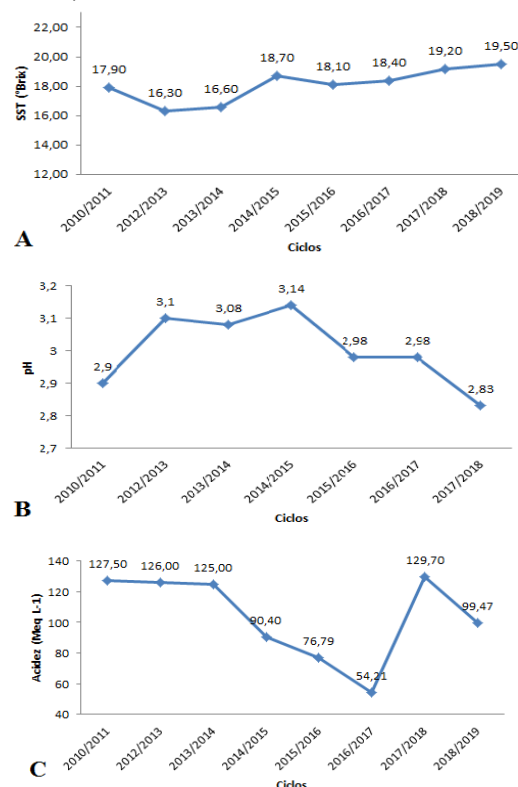 22,00
20,00
18,00
16,00
14,00
12,00
SST (°Brik)
17,90 16,30 16,60 18,70 18,10 18,40 19,20 19,50
2010/2011 2012/2013 2013/2014 2014/2015 2015/2016 2016/2017 2017/2018 2018/2019
Ciclos
A
3,2
3,1
3
2,9
2,8
2,7
pH
2,9 3,1 3,08 3,14 2,98 2,98 2,83
2010/2011 2012/2013 2013/2014 2014/2015 2015/2016 2016/2017 2017/2018
Ciclos
B
140
120
100
80
60
40
Acidez (Meq L-1)
127,50 126,00 125,00 90,40 76,79 54,21 129,70 99,47
2010/2011 2012/2013 2013/2014 2014/2015 2015/2016 2016/2017 2017/2018 2018/2019
Ciclos
C